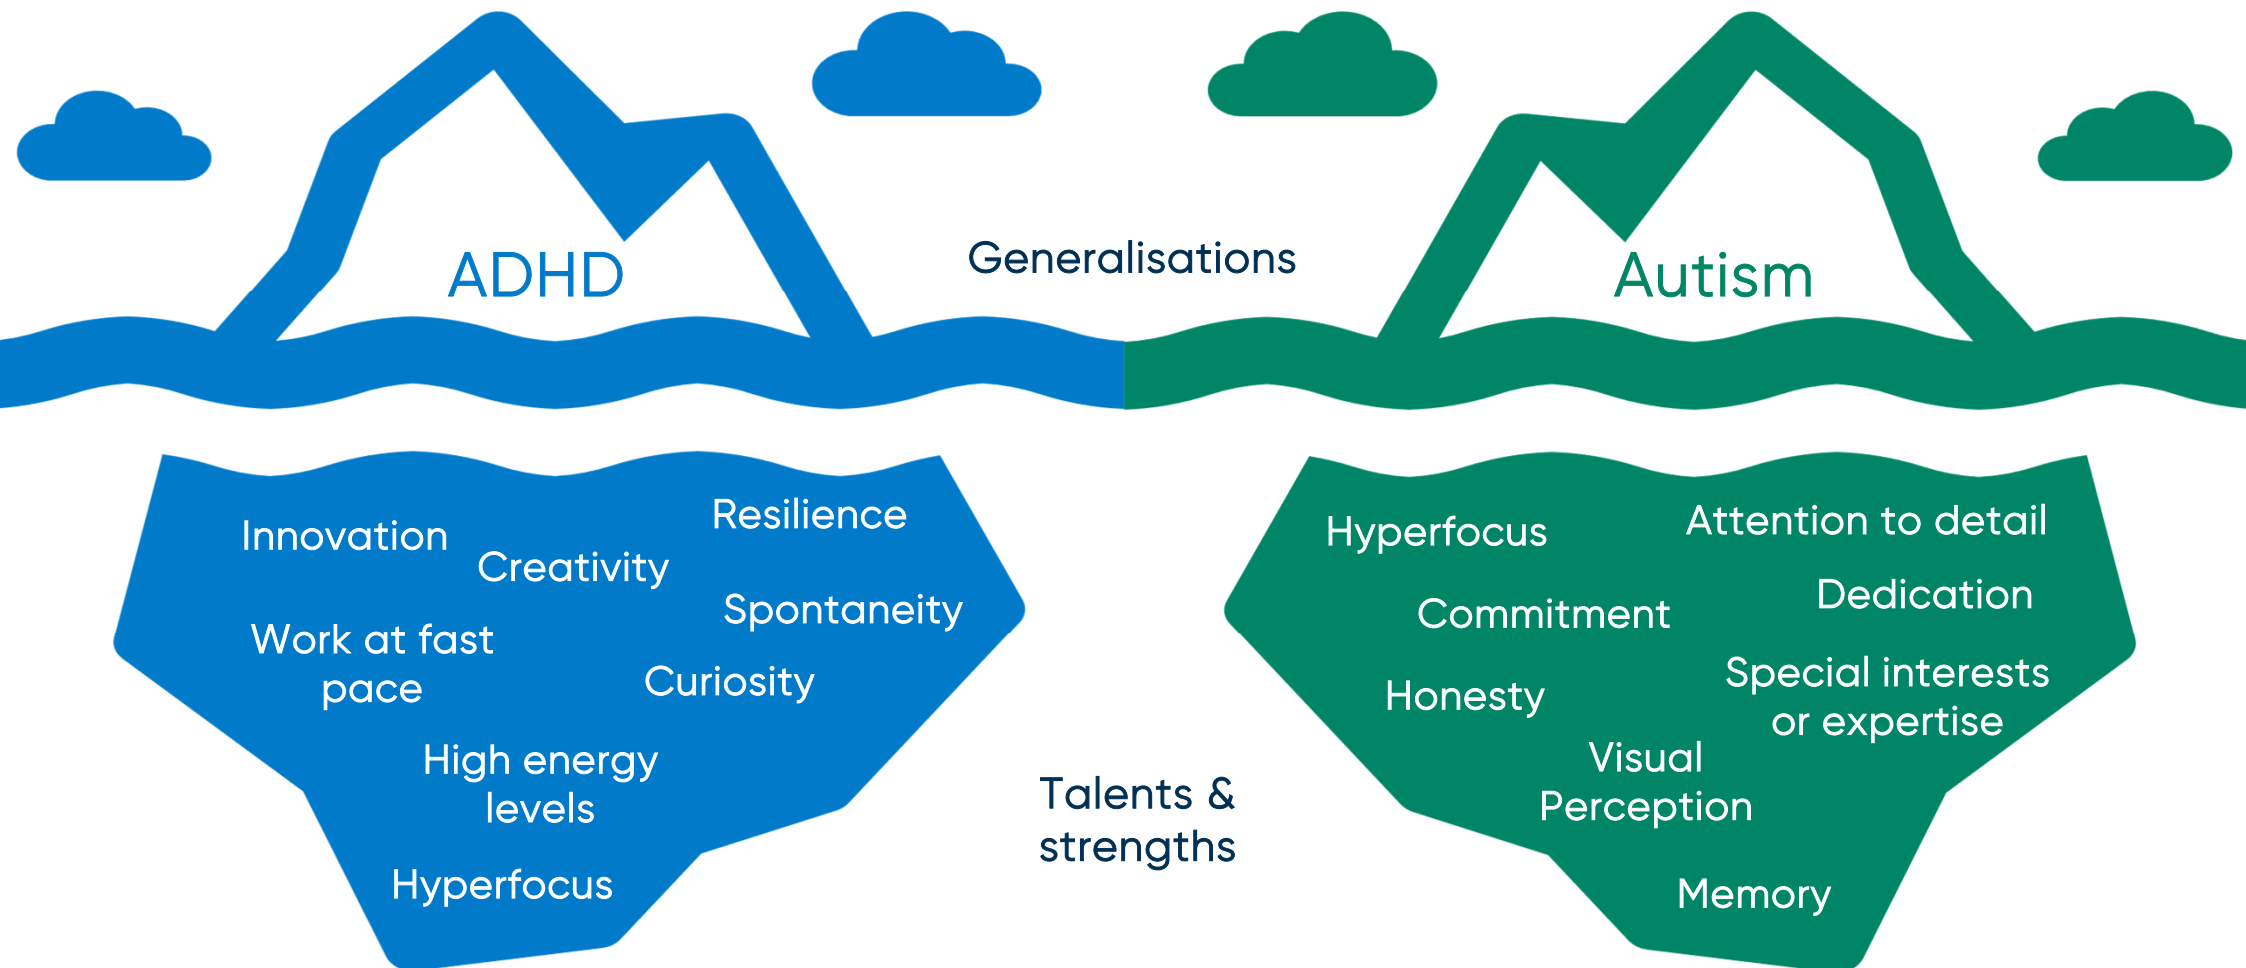 ADHD
Generalisations
Autism
Innovation
Creativity
Resilience
Spontaneity
Work at fast
pace
Curiosity
High energy
levels
Hyperfocus
Talents &
strengths
Hyperfocus
Attention to detail
Commitment
Dedication
Honesty
Special interests
or expertise
Visual
Perception
Memory